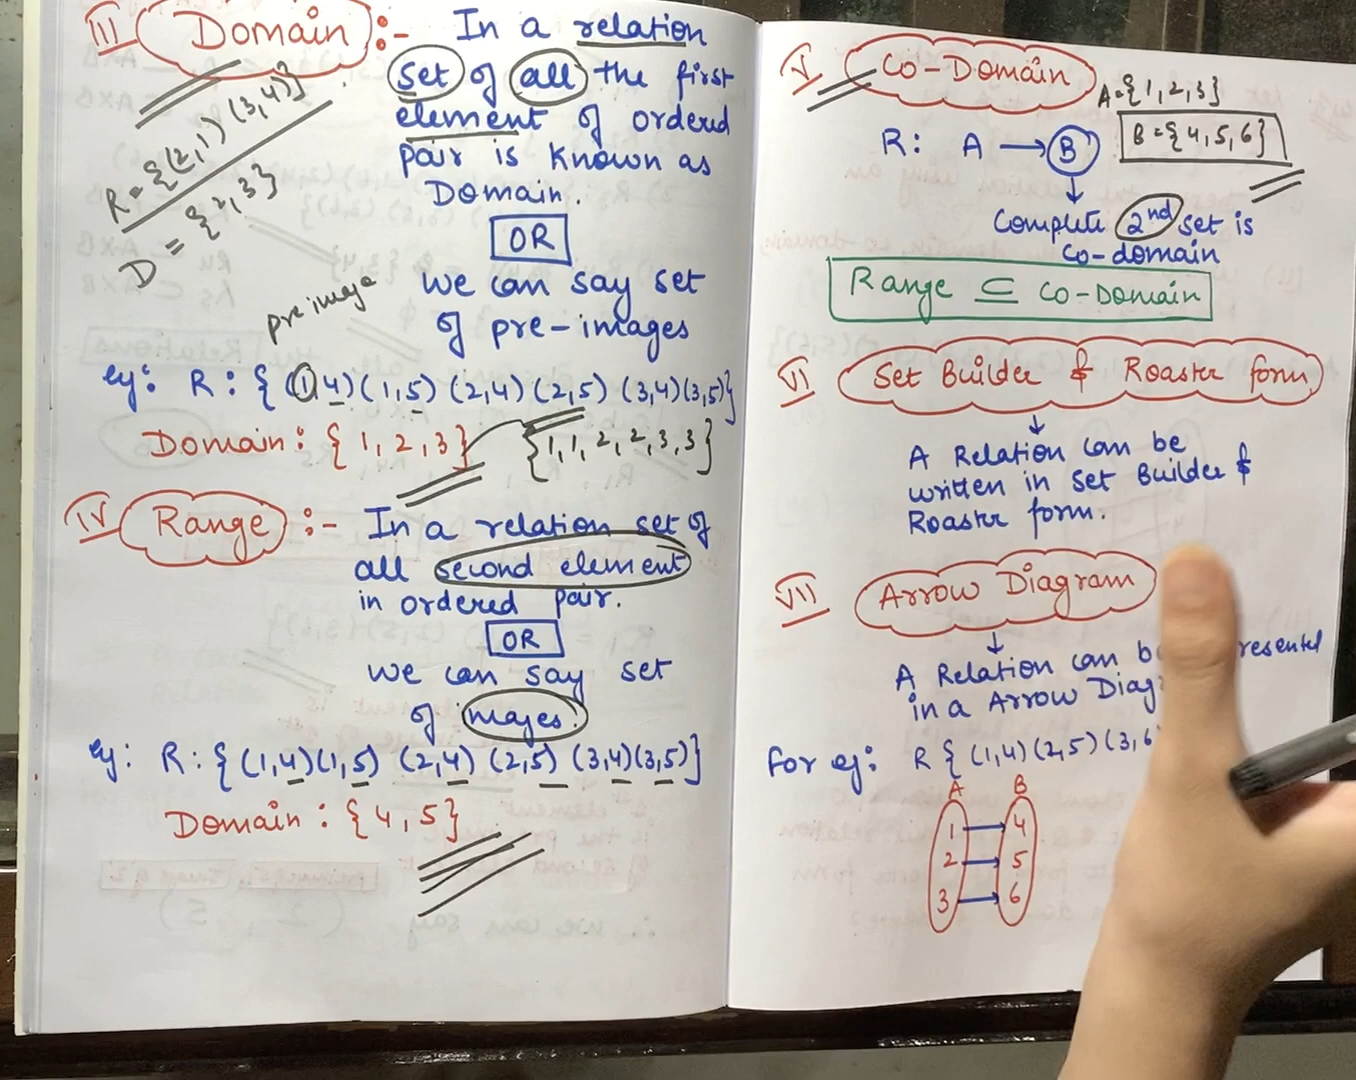 III Domain :- In a relation
set of all the first
element of ordered
pair is known as
Domain.
R = {(2,1) (3,4)}
D = {2,3}
OR
we can say set
of pre-images
pre image
eg: R : { (1,4) (1,5) (2,4) (2,5) (3,4) (3,5)}
Domain : { 1, 2, 3} {1,1,2,2,3,3}
IV Range :- In a relation set of
all second element
in ordered pair.
OR
we can say set
of images.
eg: R : { (1,4) (1,5) (2,4) (2,5) (3,4) (3,5)}
Domain : {4,5}
V Co-Domain
A={1,2,3}
B={4,5,6}
R: A → B
↓
Complete 2nd set is
Co-domain
Range ⊆ Co-Domain
VI Set Builder & Roaster form
↓
A Relation can be
written in Set Builder &
Roaster form.
VII Arrow Diagram
↓
A Relation can b resented
in a Arrow Diag
For eg: R { (1,4) (2,5) (3,6
A B
1 → 4
2 → 5
3 → 6